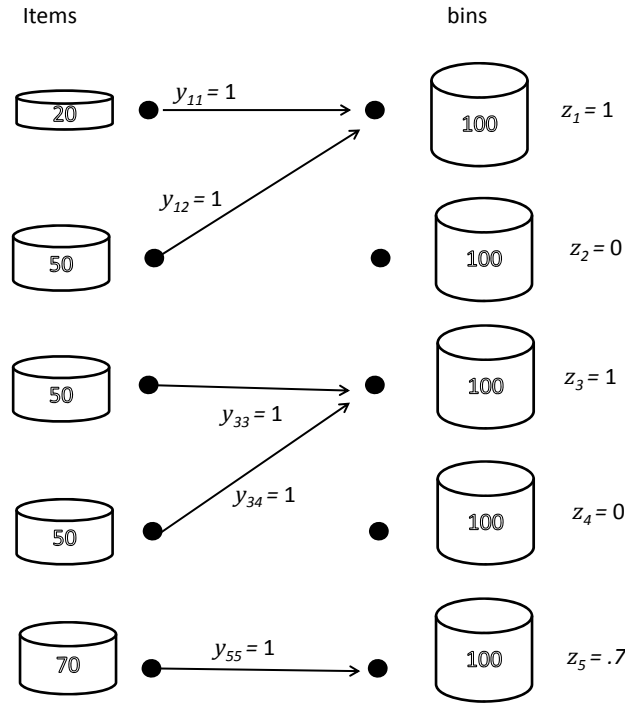 Items bins
20 y11 = 1 100 z1 = 1
y12 = 1
50 100 z2 = 0
50 100 z3 = 1
y33 = 1
y34 = 1
50 100 z4 = 0
70 y55 = 1 100 z5 = .7